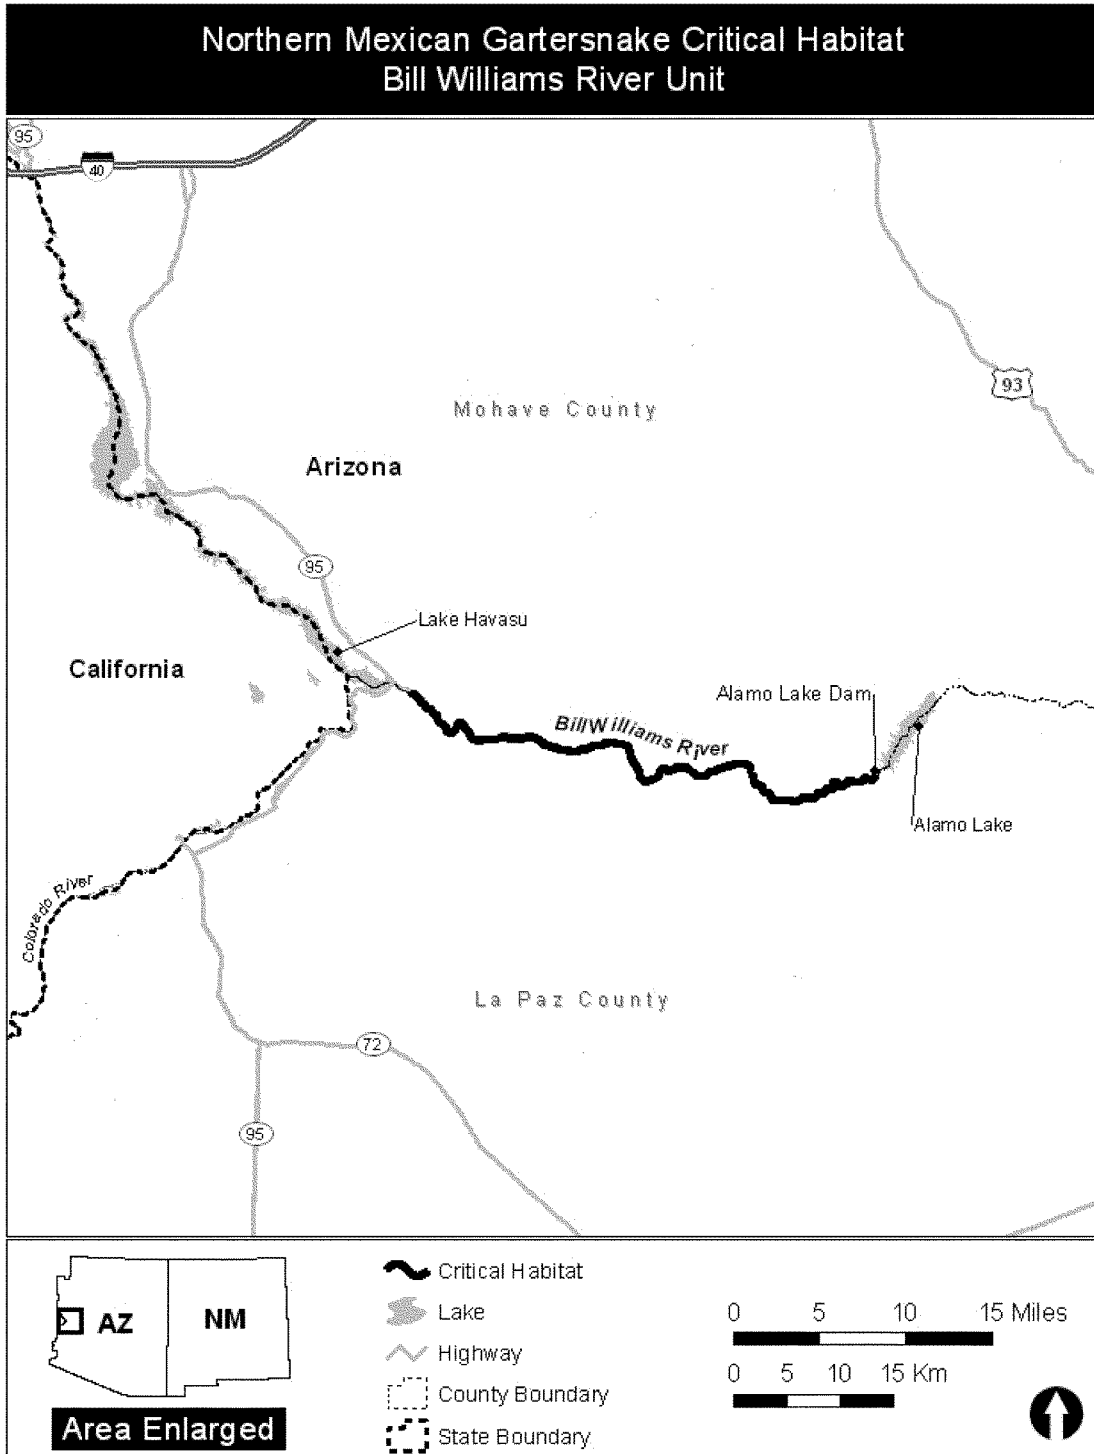 Northern Mexican Gartersnake Critical Habitat
Bill Williams River Unit
95
40
93
Mohave County
Arizona
95
Lake Havasu
California
Alamo Lake Dam
Bill Williams River
Alamo Lake
Colorado River
La Paz County
72
95
AZ
NM
Area Enlarged
Critical Habitat
Lake
Highway
County Boundary
State Boundary
0 5 10 15 Miles
0 5 10 15 Km